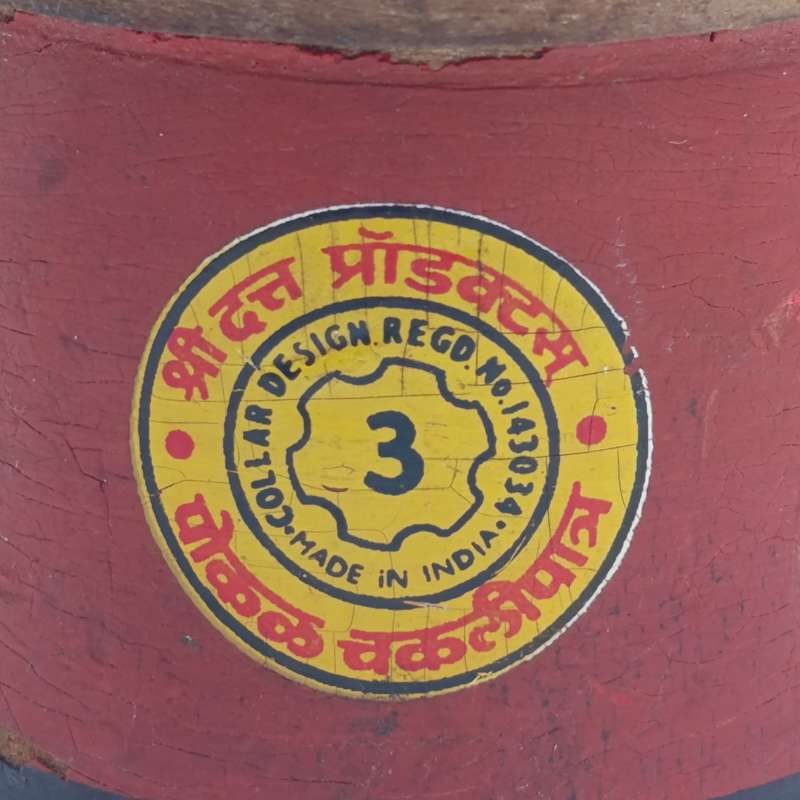 श्री दत्त प्रॉडक्टस्
COLLAR DESIGN. REGD. No. 143034
3
MADE iN INDIA
पोकळे चकलीपात्र